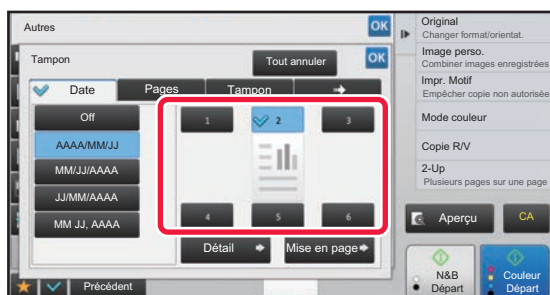 Autres
OK
Tampon
Tout annuler
OK
Date
Pages
Tampon
Off
AAAA/MM/JJ
MM/JJ/AAAA
JJ/MM/AAAA
MM JJ, AAAA
1
2
3
4
5
6
Détail
Mise en page
Précédent
Original
Changer format/orientat.
Image perso.
Combiner images enregistrées
Impr. Motif
Empêcher copie non autorisée
Mode couleur
Copie R/V
2-Up
Plusieurs pages sur une page
Aperçu
CA
N&B
Départ
Couleur
Départ